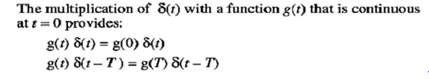 The multiplication of δ(t) with a function g(t) that is continuous
at t = 0 provides:
g(t) δ(t) = g(0) δ(t)
g(t) δ(t – T) = g(T) δ(t – T)